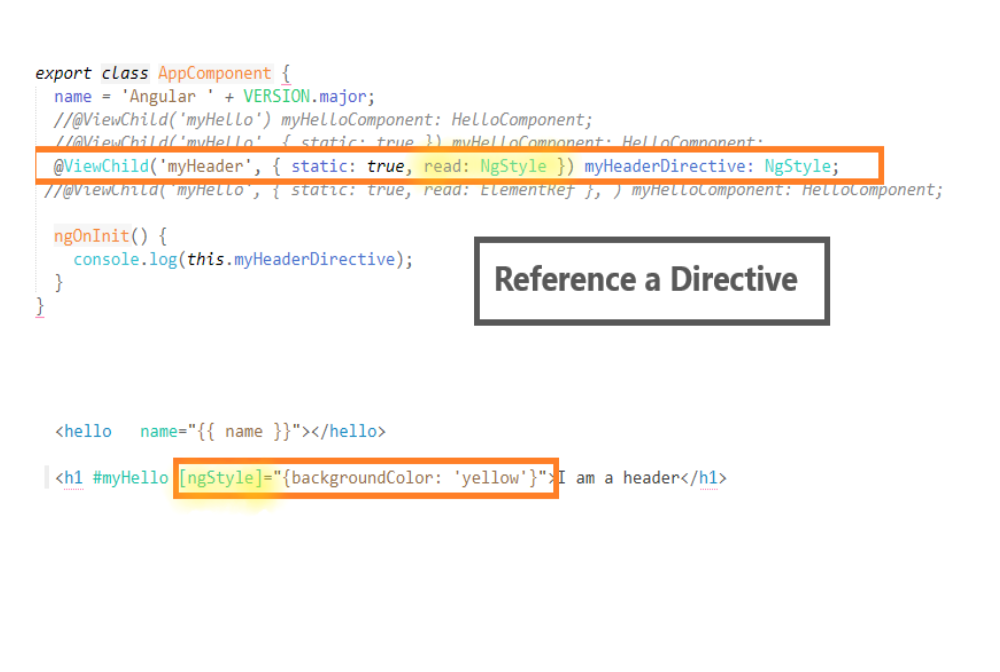 export class AppComponent {
name = 'Angular ' + VERSION.major;
//@ViewChild('myHello') myHelloComponent: HelloComponent;
//@ViewChild('myHello', { static: true }) myHelloComponent: HelloComponent;
@ViewChild('myHeader', { static: true, read: NgStyle }) myHeaderDirective: NgStyle;
//@ViewChild('myHello', { static: true, read: ElementRef }, ) myHelloComponent: HelloComponent;
ngOnInit() {
console.log(this.myHeaderDirective);
}
}
Reference a Directive
<hello name="{{ name }}"></hello>
<h1 #myHello [ngStyle]="{backgroundColor: 'yellow'}">I am a header</h1>